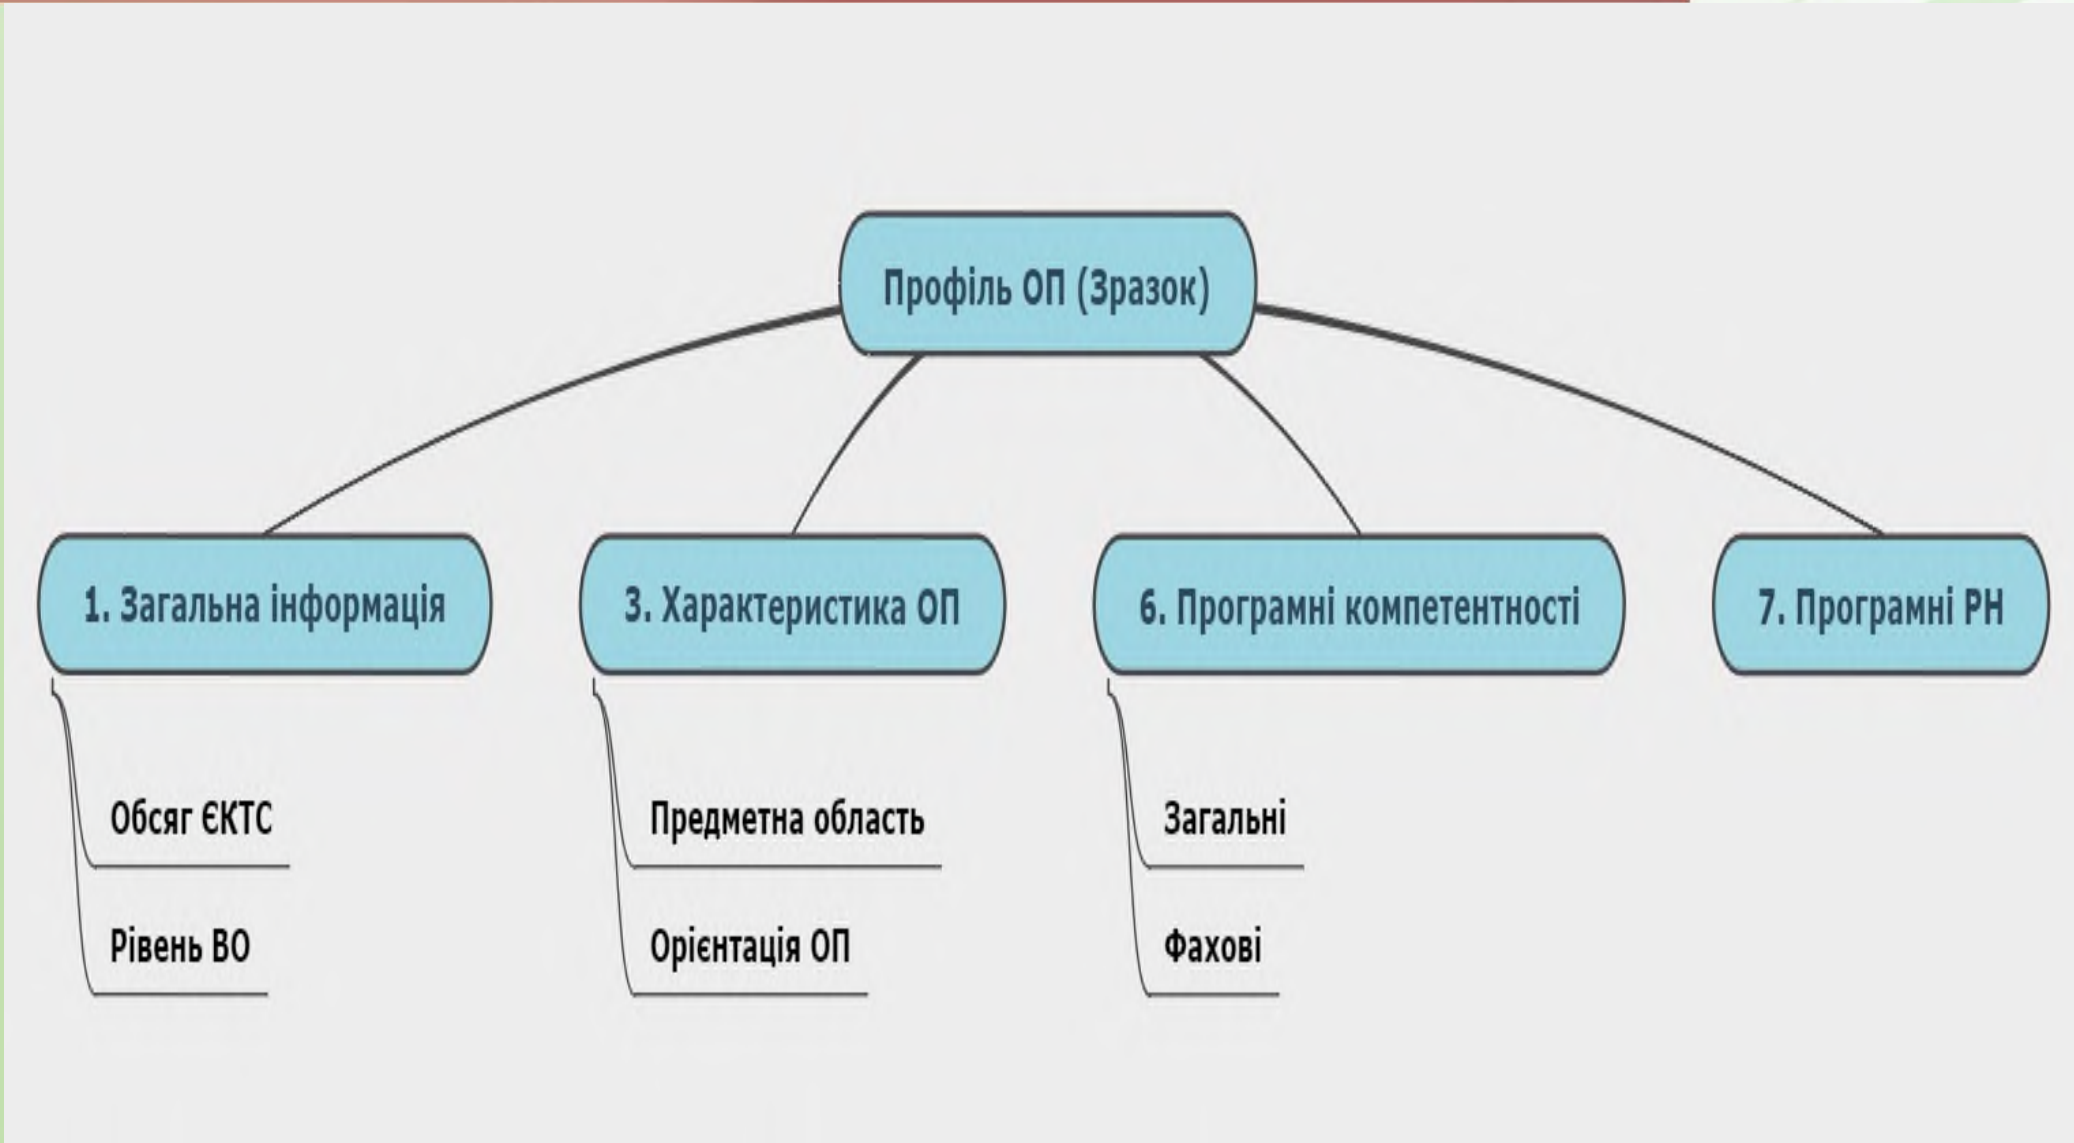 Профіль ОП (Зразок)
1. Загальна інформація
3. Характеристика ОП
6. Програмні компетентності
7. Програмні РН
Обсяг ЄКТС
Предметна область
Загальні
Рівень ВО
Орієнтація ОП
Фахові